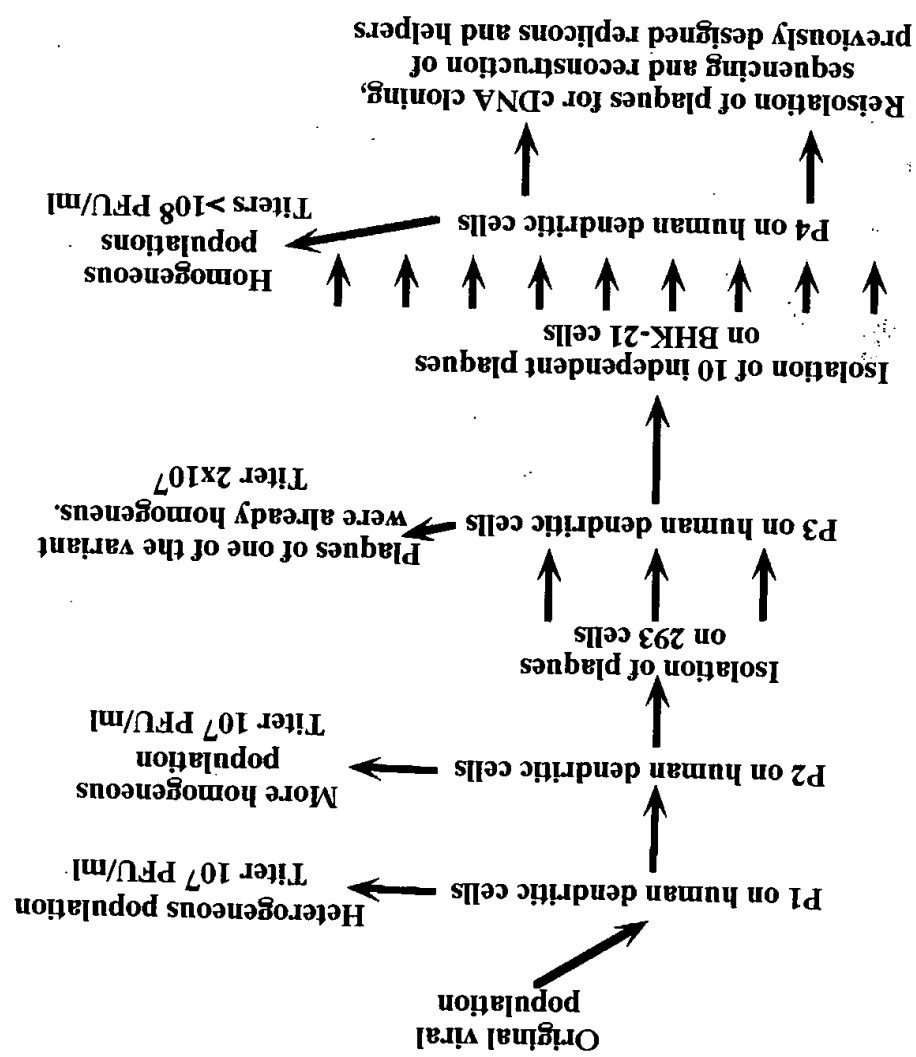 Original viral
population
P1 on human dendritic cells
Heterogeneous population
Titer 10⁷ PFU/ml
P2 on human dendritic cells
More homogeneous
population
Titer 10⁷ PFU/ml
Isolation of plaques
on 293 cells
P3 on human dendritic cells
Plaques of one of the variant
were already homogeneus.
Titer 2x10⁷
Isolation of 10 independent plaques
on BHK-21 cells
P4 on human dendritic cells
Homogeneous
populations
Titers >10⁸ PFU/ml
Reisolation of plaques for cDNA cloning,
sequencing and reconstruction of
previously designed replicons and helpers